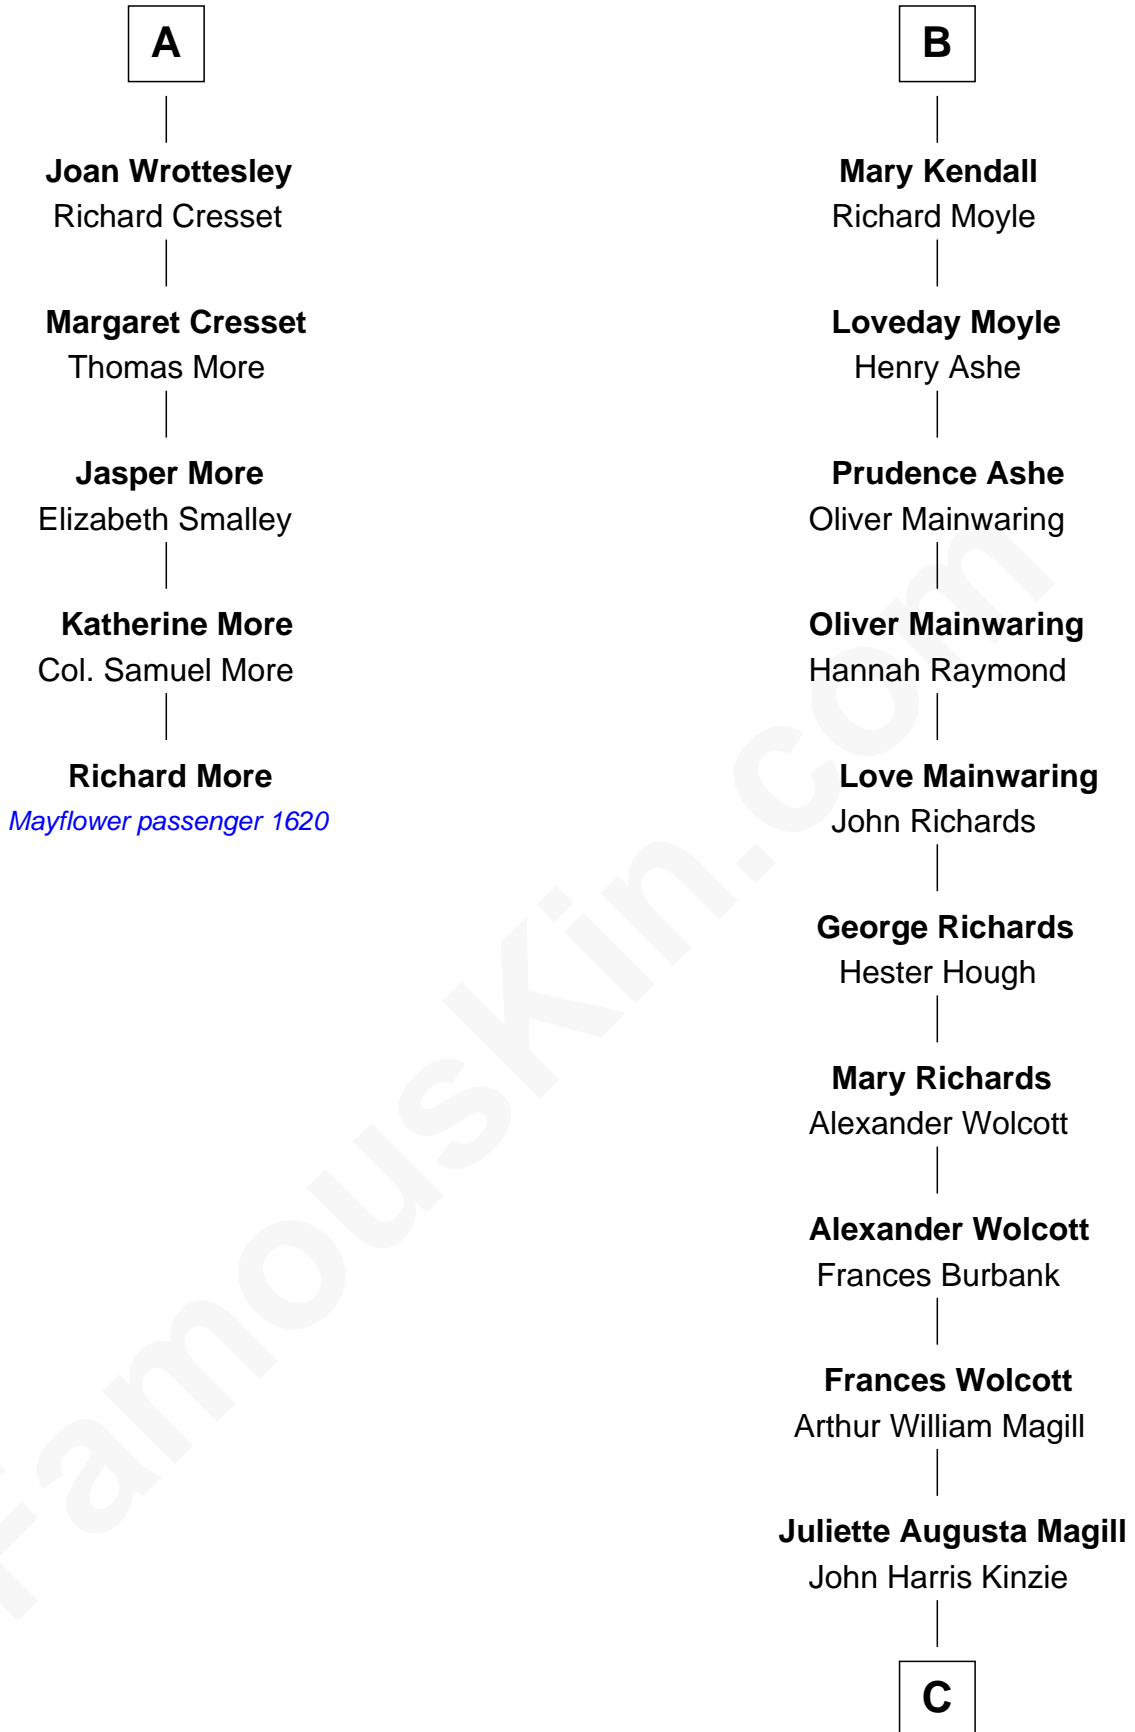 A
Joan Wrottesley
Richard Cresset
Margaret Cresset
Thomas More
Jasper More
Elizabeth Smalley
Katherine More
Col. Samuel More
Richard More
Mayflower passenger 1620
B
Mary Kendall
Richard Moyle
Loveday Moyle
Henry Ashe
Prudence Ashe
Oliver Mainwaring
Oliver Mainwaring
Hannah Raymond
Love Mainwaring
John Richards
George Richards
Hester Hough
Mary Richards
Alexander Wolcott
Alexander Wolcott
Frances Burbank
Frances Wolcott
Arthur William Magill
Juliette Augusta Magill
John Harris Kinzie
C
FamousKin.com